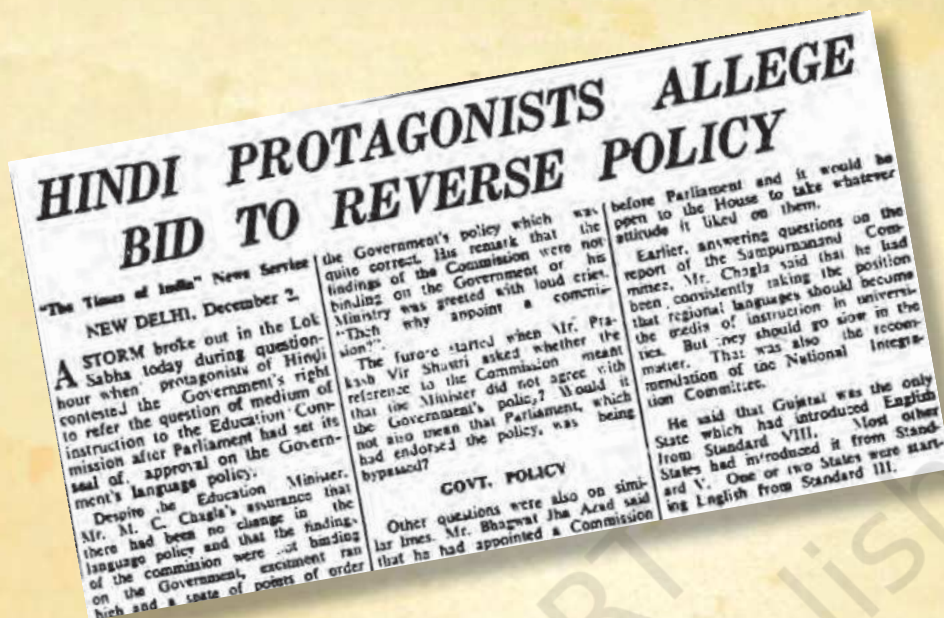 HINDI PROTAGONISTS ALLEGE
BID TO REVERSE POLICY
"The Times of India" News Service
NEW DELHI, December 2.
A STORM broke out in the Lok
Sabha today during question-
hour when protagonists of Hindi
contested the Government's right
to refer the question of medium of
instruction to the Education Com-
mission after Parliament had set its
seal of approval on the Govern-
ment's language policy.
Despite the Education Minister,
Mr. M. C. Chagla's assurance that
there had been no change in the
language policy and that the findings
of the commission were not binding
on the Government, excitment ran
high and a spate of points of order
the Government's policy which was
quite correct. His remark that the
findings of the Commission were not
binding on the Government or his
Ministry was greeted with loud cries,
"Then why appoint a commis-
sion?".
The furore started when Mr. Pra-
kash Vir Shastri asked whether the
reference to the Commission meant
that the Minister did not agree with
the Government's policy? Would it
not also mean that Parliament, which
had endorsed the policy, was being
bypassed?
GOVT. POLICY
Other questions were also on simi-
lar lines. Mr. Bhagwat Jha Azad said
that he had appointed a Commission
before Parliament and it would be
open to the House to take whatever
attitude it liked on them.
Earlier, answering questions on the
report of the Sampurnanand Com-
mittee, Mr. Chagla said that he had
been consistently taking the position
that regional languages should become
the media of instruction in universi-
ties. But they should go slow in the
matter. That was also the recom-
mendation of the National Integra-
tion Committee.
He said that Gujarat was the only
State which had introduced English
from Standard VIII. Most other
States had introduced it from Stand-
ard V. One or two States were start-
ing English from Standard III.